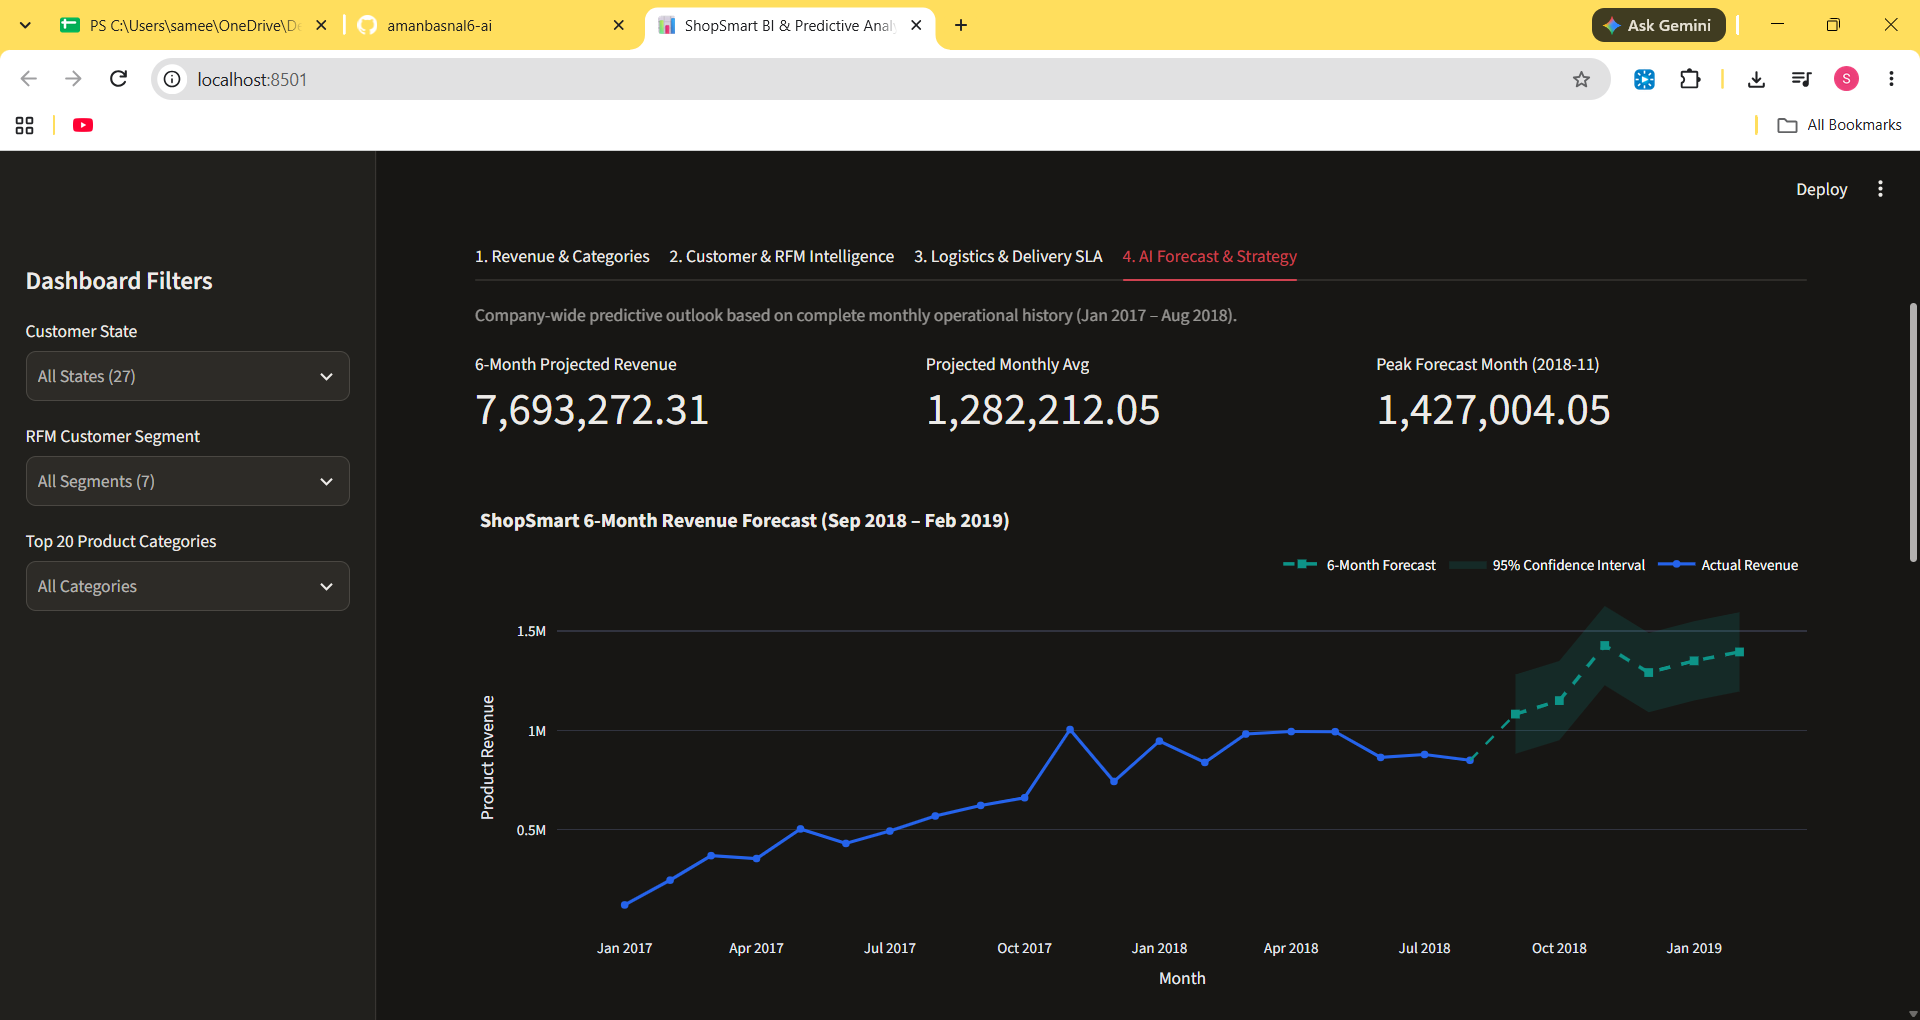 PS C:\Users\samee\OneDrive\De
amanbasnal6-ai
ShopSmart BI & Predictive Anal
Ask Gemini
localhost:8501
S
All Bookmarks
Deploy
Dashboard Filters
Customer State
All States (27)
RFM Customer Segment
All Segments (7)
Top 20 Product Categories
All Categories
1. Revenue & Categories
2. Customer & RFM Intelligence
3. Logistics & Delivery SLA
4. AI Forecast & Strategy
Company-wide predictive outlook based on complete monthly operational history (Jan 2017 – Aug 2018).
6-Month Projected Revenue
7,693,272.31
Projected Monthly Avg
1,282,212.05
Peak Forecast Month (2018-11)
1,427,004.05
ShopSmart 6-Month Revenue Forecast (Sep 2018 – Feb 2019)
6-Month Forecast
95% Confidence Interval
Actual Revenue
1.5M
1M
0.5M
Product Revenue
Jan 2017
Apr 2017
Jul 2017
Oct 2017
Jan 2018
Apr 2018
Jul 2018
Oct 2018
Jan 2019
Month